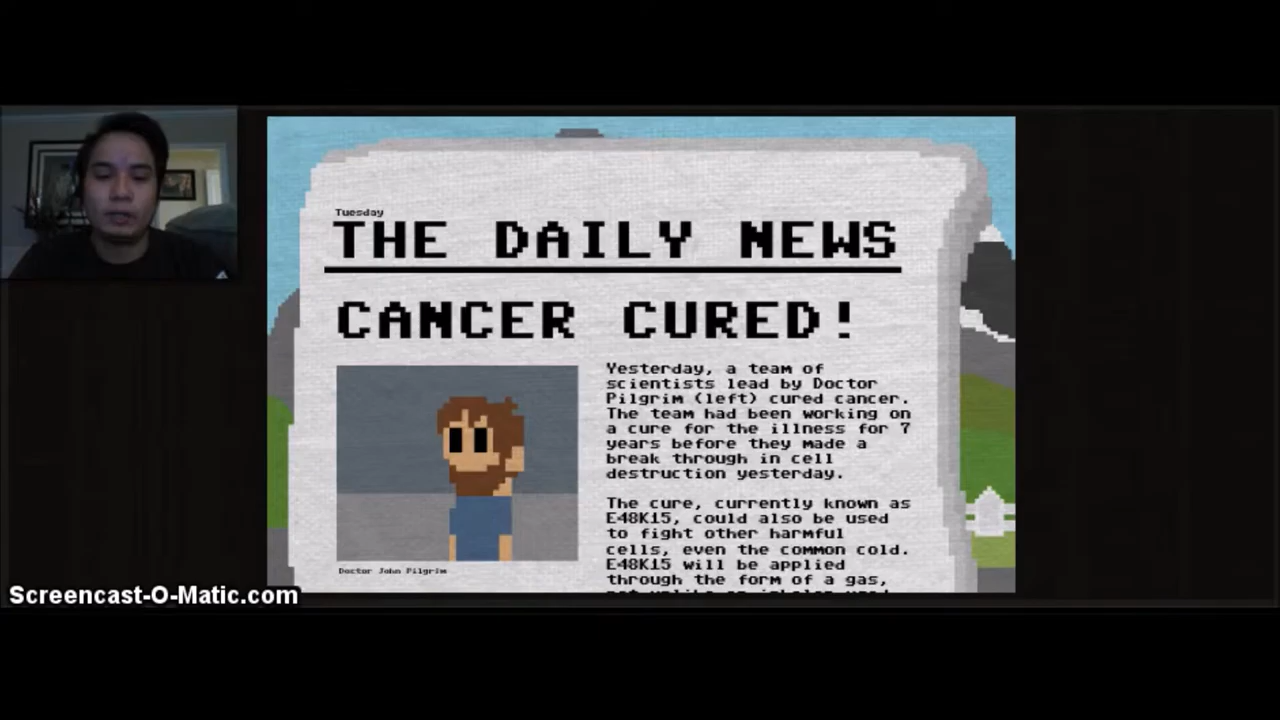 Tuesday
THE DAILY NEWS
CANCER CURED!
Yesterday, a team of
scientists lead by Doctor
Pilgrim (left) cured cancer.
The team had been working on
a cure for the illness for 7
years before they made a
break through in cell
destruction yesterday.
The cure, currently known as
E48K15, could also be used
to fight other harmful
cells, even the common cold.
E48K15 will be applied
through the form of a gas,
Doctor John Pilgrim
Screencast-O-Matic.com